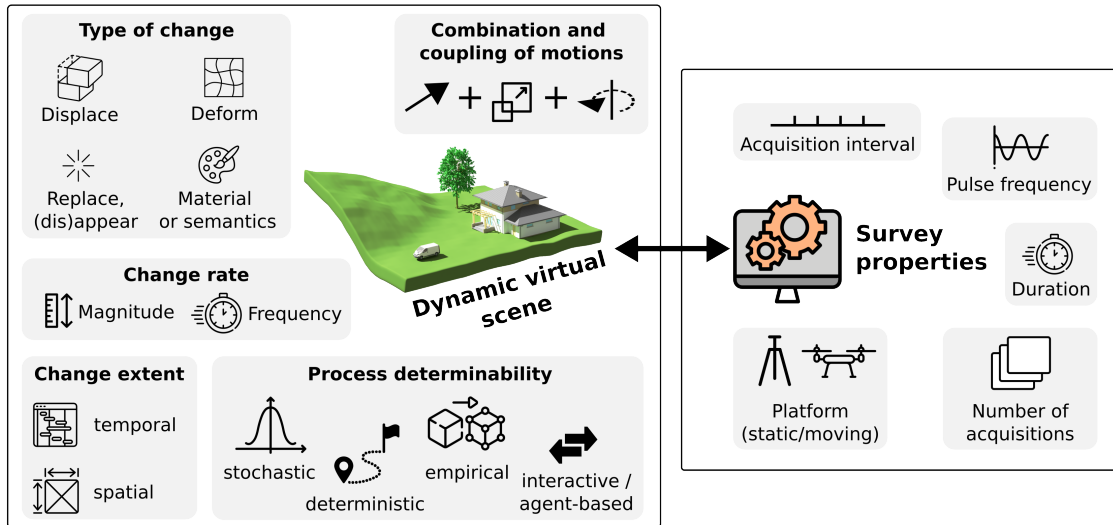 Type of change
Displace
Deform
Replace,
(dis)appear
Material
or semantics
Combination and
coupling of motions
+ +
Change rate
Magnitude
Frequency
Dynamic virtual
scene
Change extent
temporal
spatial
Process determinability
stochastic
deterministic
empirical
interactive /
agent-based
Acquisition interval
Pulse frequency
Survey
properties
Duration
Platform
(static/moving)
Number of
acquisitions